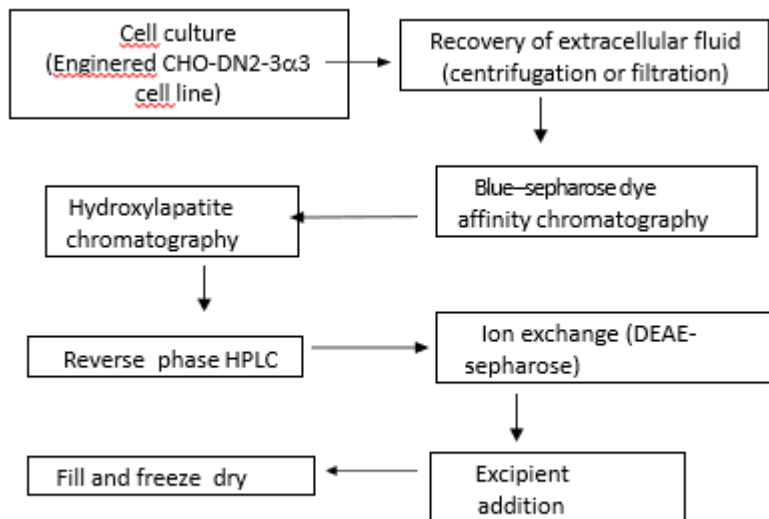 Cell culture
(Enginered CHO-DN2-3α3
cell line)
Recovery of extracellular fluid
(centrifugation or filtration)
Blue–sepharose dye
affinity chromatography
Hydroxylapatite
chromatography
Reverse phase HPLC
Ion exchange (DEAE-
sepharose)
Excipient
addition
Fill and freeze dry